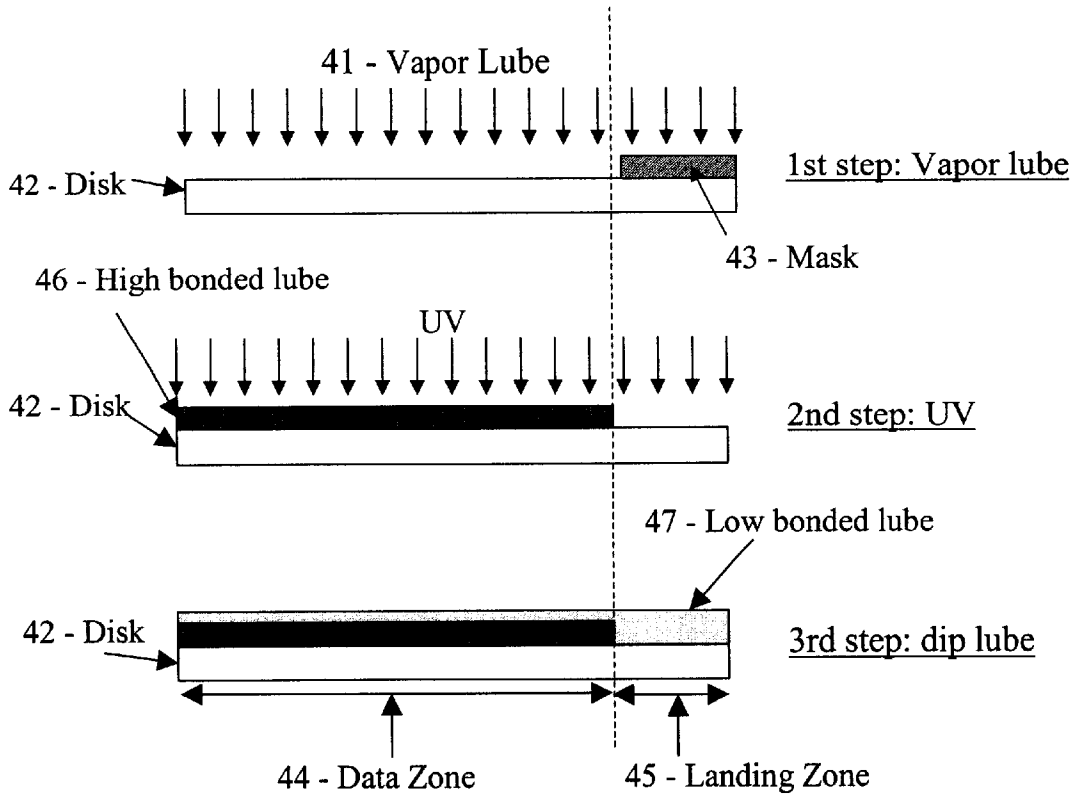 41 - Vapor Lube
42 - Disk
1st step: Vapor lube
43 - Mask
46 - High bonded lube
UV
42 - Disk
2nd step: UV
47 - Low bonded lube
42 - Disk
3rd step: dip lube
44 - Data Zone
45 - Landing Zone